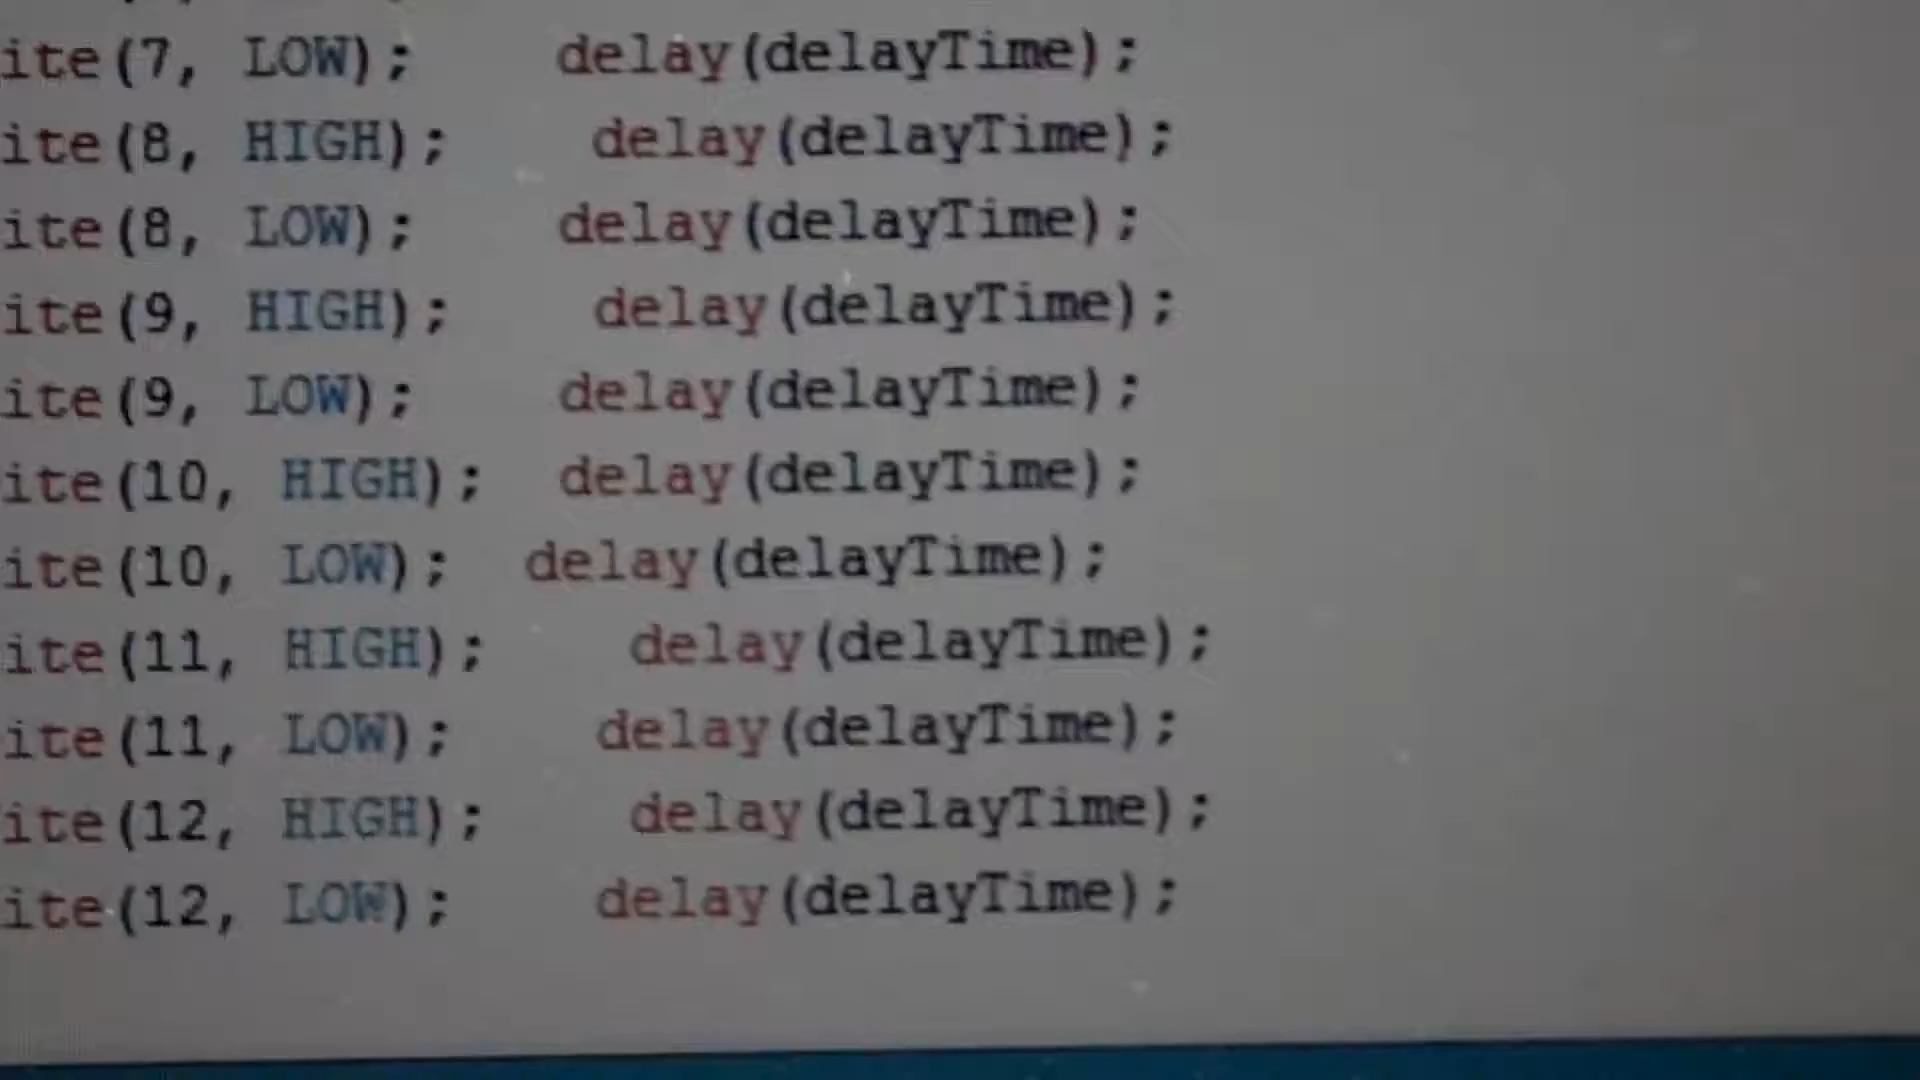 ite(7, LOW);    delay(delayTime);
ite(8, HIGH);    delay(delayTime);
ite(8, LOW);    delay(delayTime);
ite(9, HIGH);    delay(delayTime);
ite(9, LOW);    delay(delayTime);
ite(10, HIGH);  delay(delayTime);
ite(10, LOW);  delay(delayTime);
ite(11, HIGH);    delay(delayTime);
ite(11, LOW);    delay(delayTime);
ite(12, HIGH);    delay(delayTime);
ite(12, LOW);    delay(delayTime);